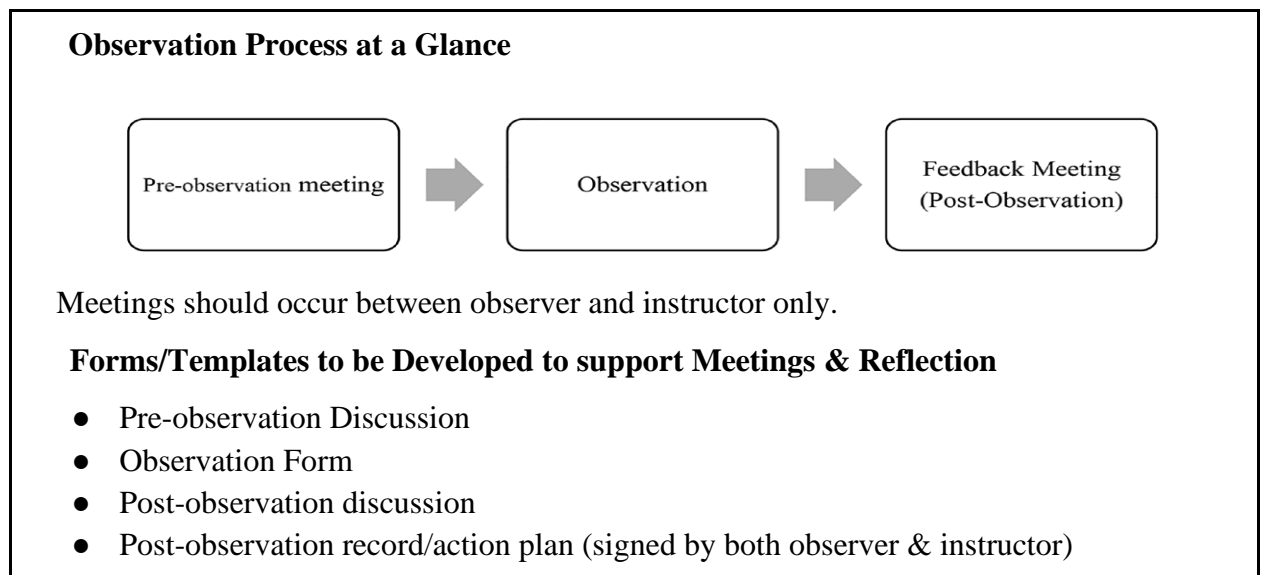 Observation Process at a Glance
Pre-observation meeting
Observation
Feedback Meeting
(Post-Observation)
Meetings should occur between observer and instructor only.
Forms/Templates to be Developed to support Meetings & Reflection
● Pre-observation Discussion
● Observation Form
● Post-observation discussion
● Post-observation record/action plan (signed by both observer & instructor)